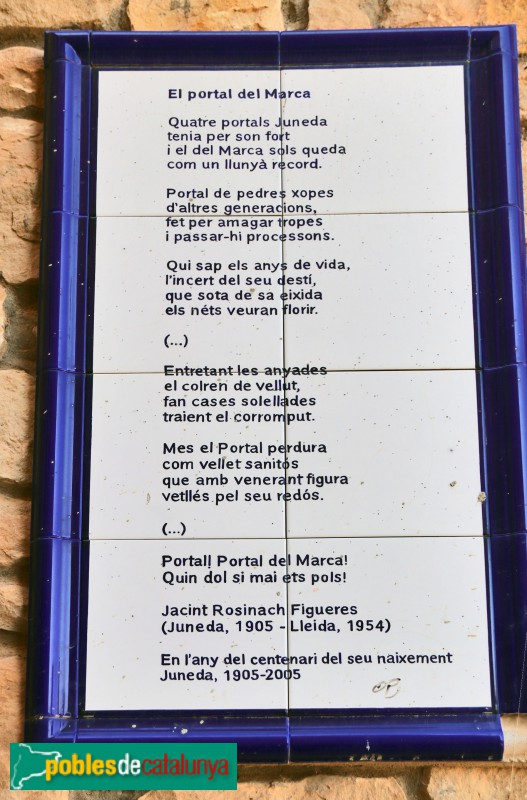 El portal del Marca
Quatre portals Juneda
tenia per son fort
i el del Marca sols queda
com un llunyà record.
Portal de pedres xopes
d'altres generacions,
fet per amagar tropes
i passar-hi processons.
Qui sap els anys de vida,
l'incert del seu destí,
que sota de sa eixida
els néts veuran florir.
(...)
Entretant les anyades
el colren de vellut,
fan cases solellades
traient el corromput.
Mes el Portal perdura
com vellet sanitós
que amb venerant figura
vetllés pel seu redós.
(...)
Portal! Portal del Marca!
Quin dol si mai ets pols!
Jacint Rosinach Figueres
(Juneda, 1905 - Lleida, 1954)
En l'any del centenari del seu naixement
Juneda, 1905-2005
poblesdecatalunya